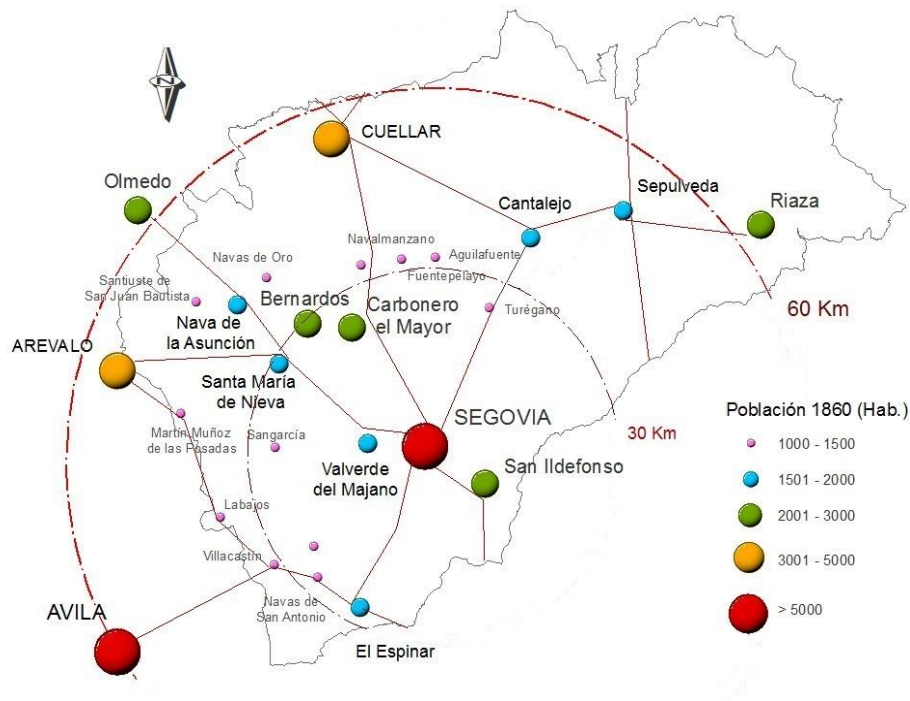 N
CUELLAR
Olmedo
Sepulveda
Cantalejo
Riaza
Navalmanzano
Navas de Oro
Aguilafuente
Fuentepelayo
Santiuste de
San Juan Bautista
Bernardos
Carbonero
el Mayor
Turégano
60 Km
Nava de
la Asunción
AREVALO
Santa María
de Nieva
SEGOVIA
30 Km
Martín Muñoz
de las Posadas
Sangarcía
Valverde
del Majano
San Ildefonso
Labajos
Villacastín
Navas de
San Antonio
AVILA
El Espinar
Población 1860 (Hab.)
1000 - 1500
1501 - 2000
2001 - 3000
3001 - 5000
> 5000